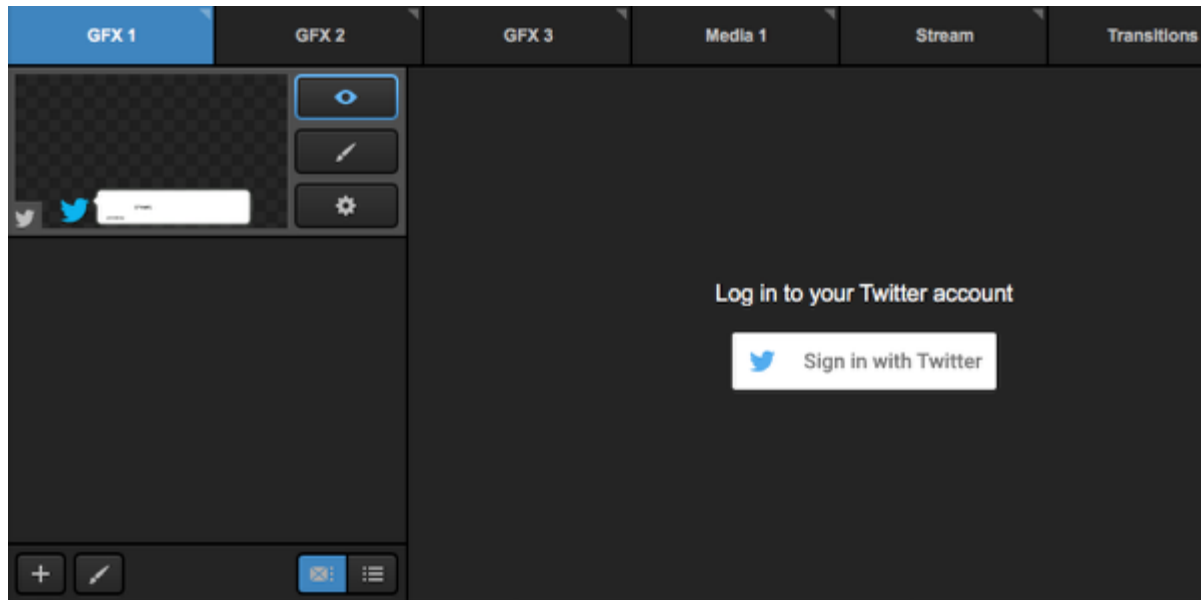 GFX 1
GFX 2
GFX 3
Media 1
Stream
Transitions
Log in to your Twitter account
Sign in with Twitter